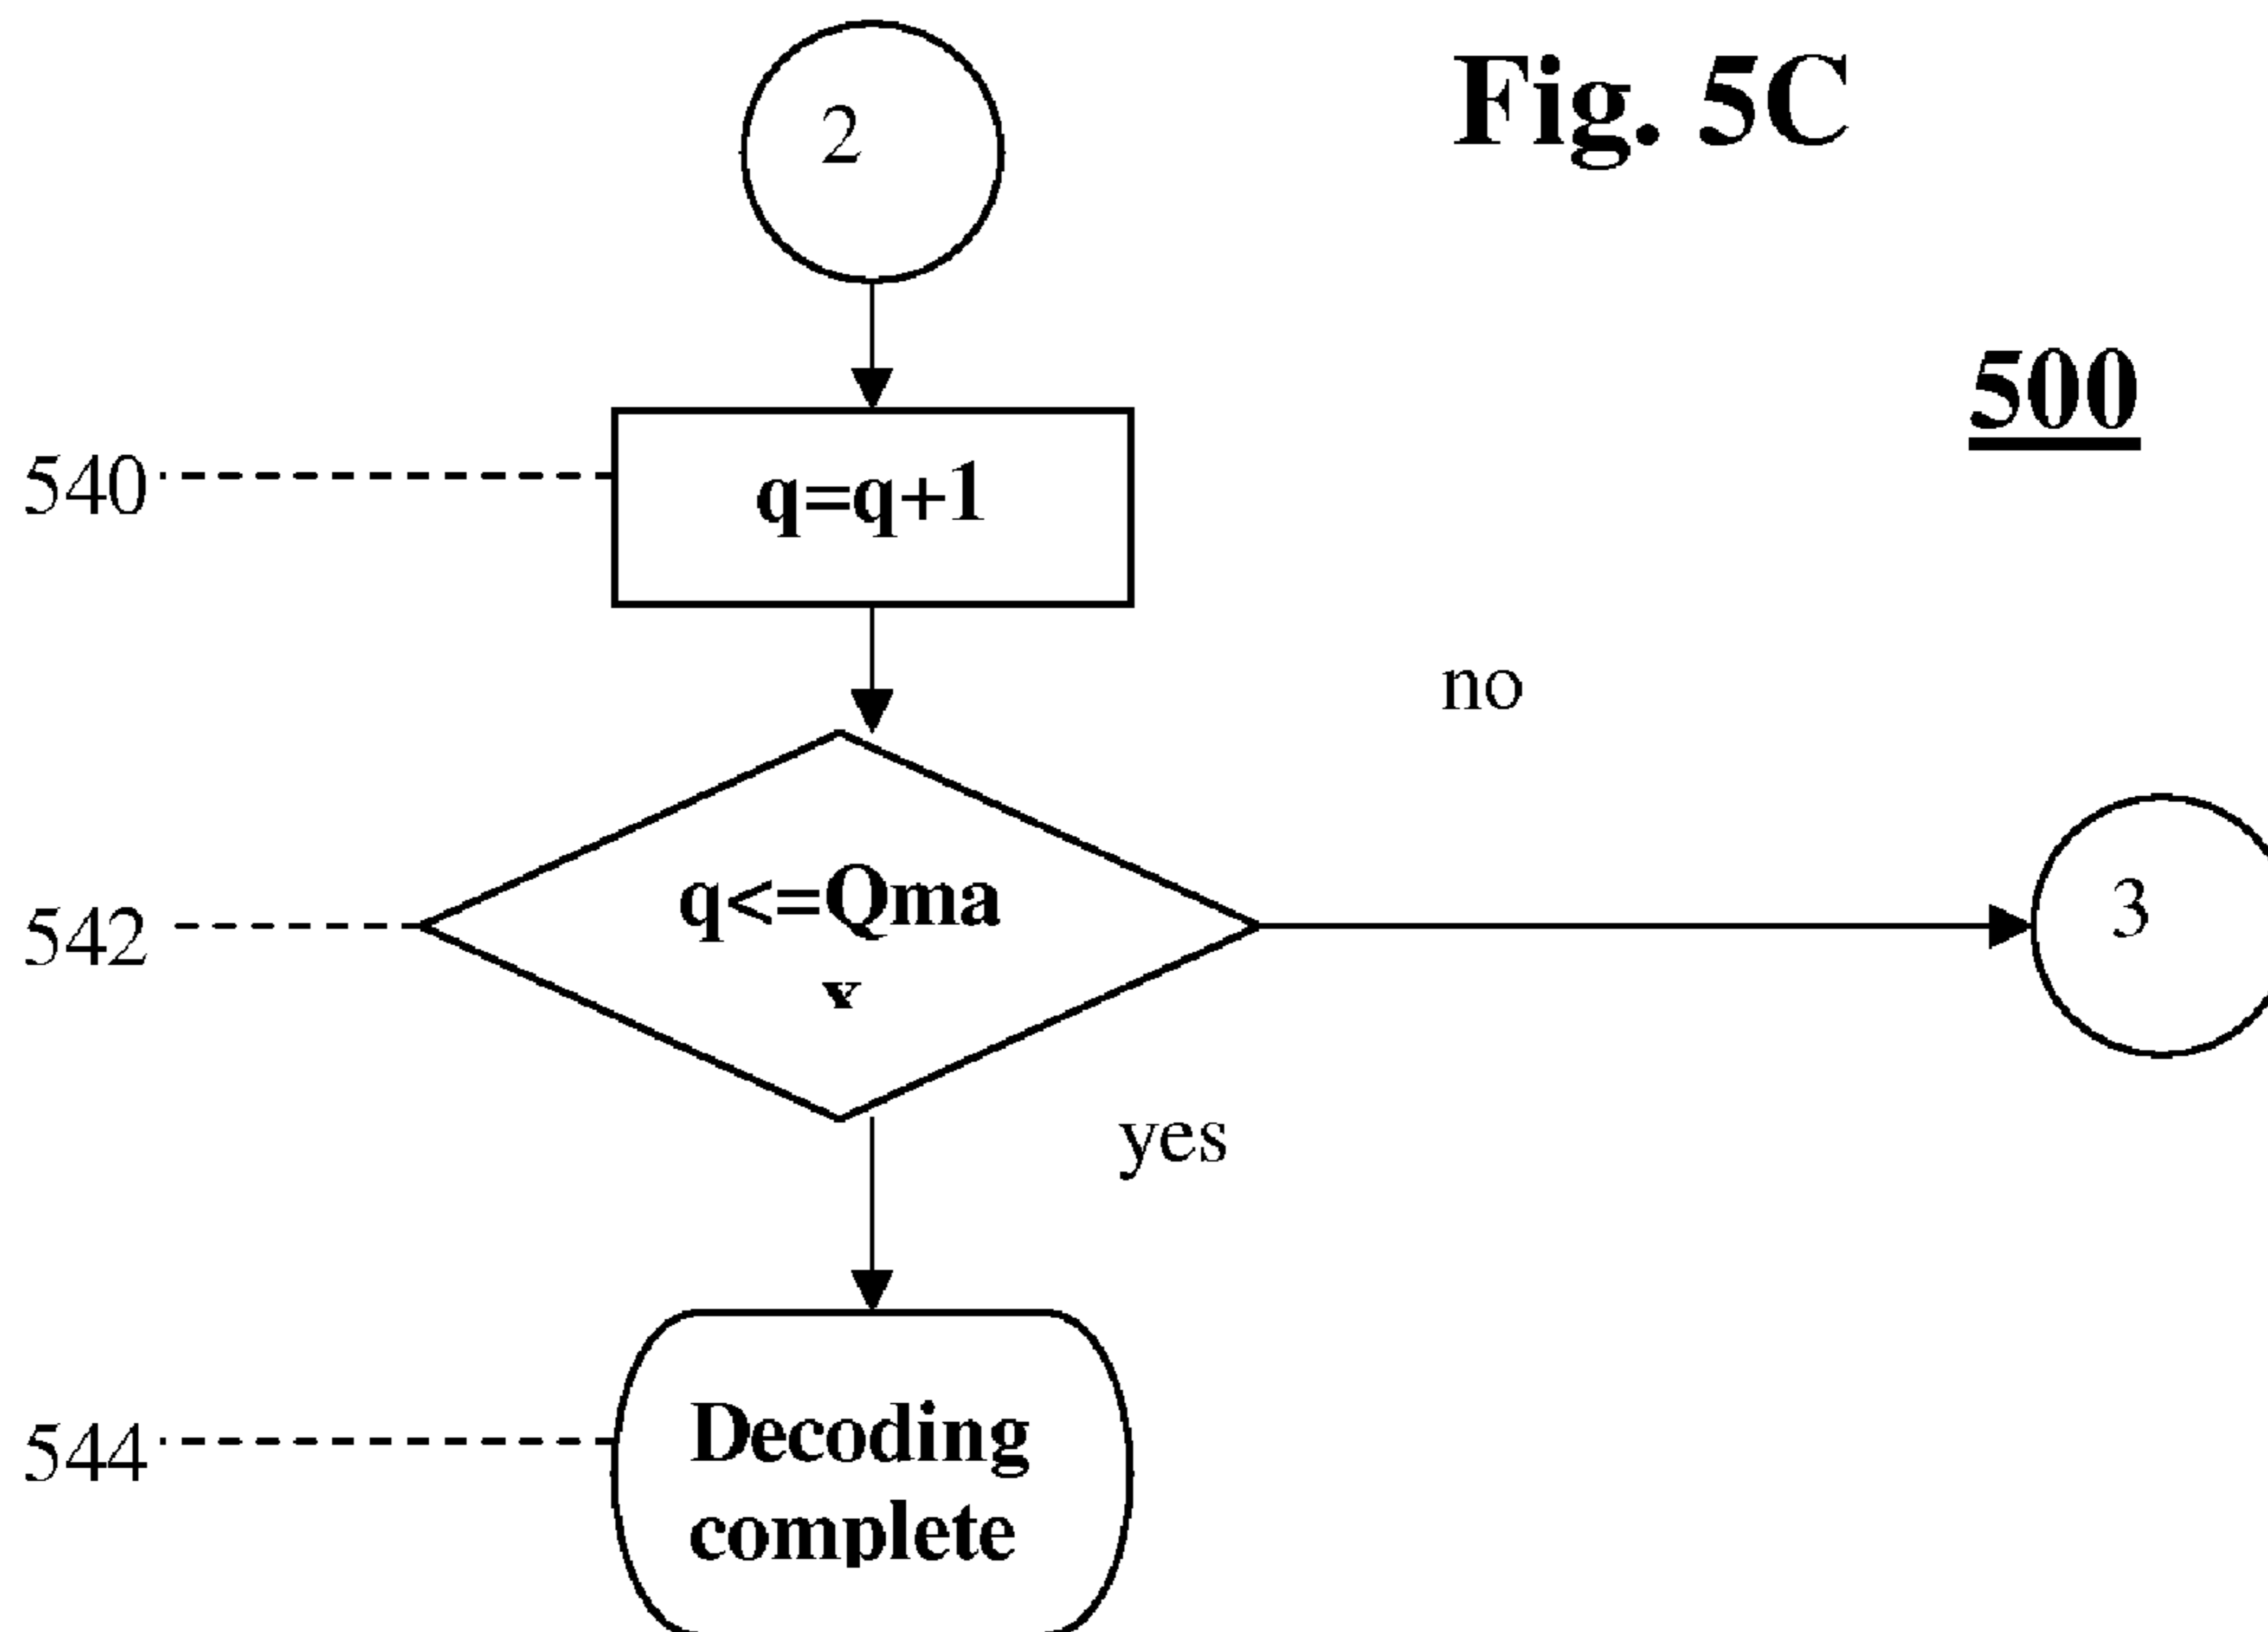 Fig. 5C
2
500
540
q=q+1
no
542
q<=Qma
3
yes
544
Decoding
complete